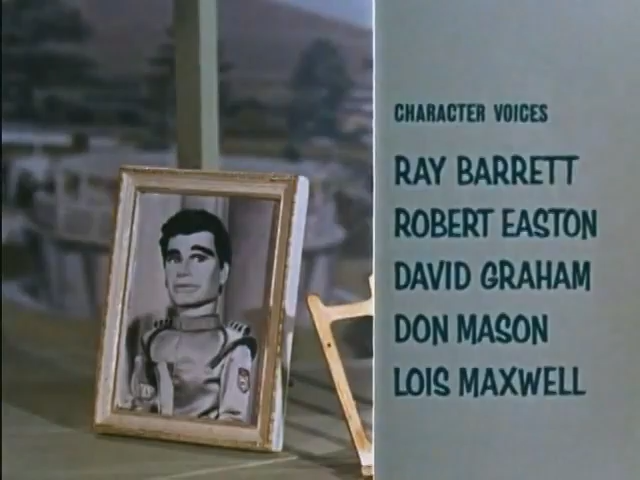 CHARACTER VOICES
RAY BARRETT
ROBERT EASTON
DAVID GRAHAM
DON MASON
LOIS MAXWELL